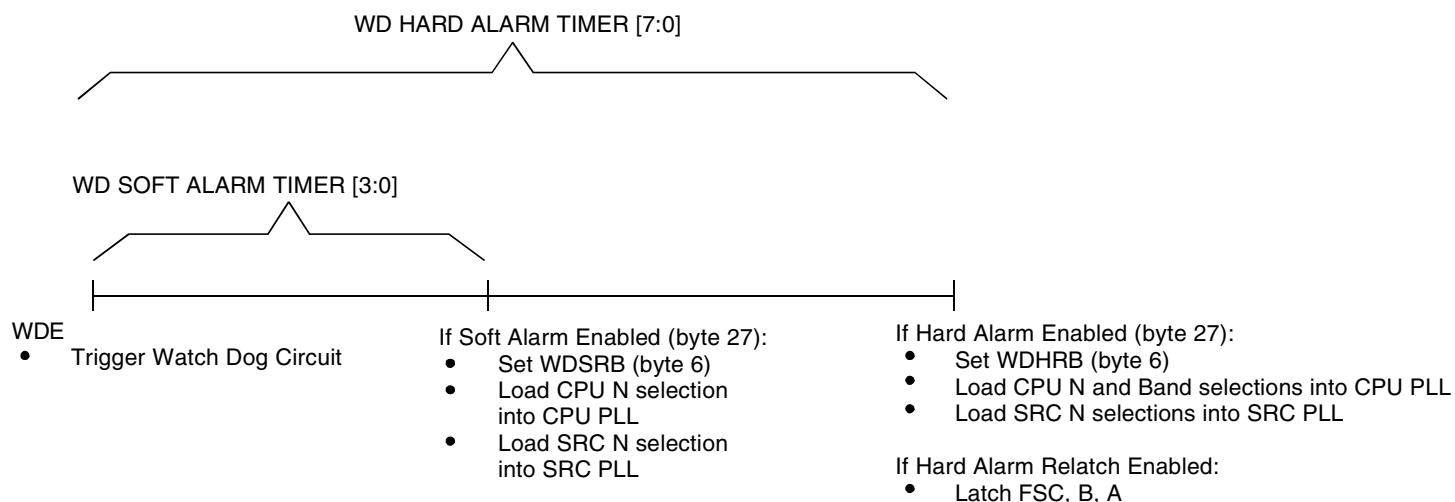 WD HARD ALARM TIMER [7:0]
WD SOFT ALARM TIMER [3:0]
WDE
• Trigger Watch Dog Circuit
If Soft Alarm Enabled (byte 27):
• Set WDSRB (byte 6)
• Load CPU N selection
into CPU PLL
• Load SRC N selection
into SRC PLL
If Hard Alarm Enabled (byte 27):
• Set WDHRB (byte 6)
• Load CPU N and Band selections into CPU PLL
• Load SRC N selections into SRC PLL
If Hard Alarm Relatch Enabled:
• Latch FSC, B, A